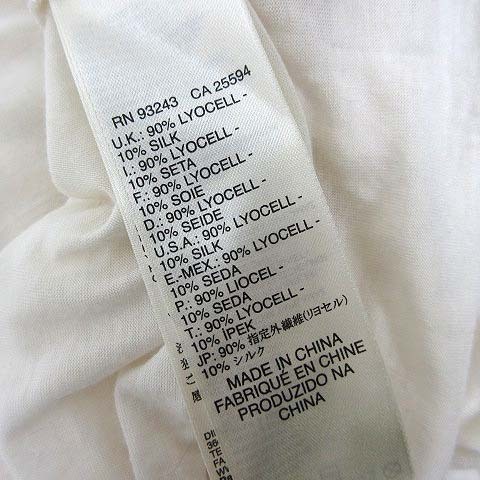 RN 93243 CA 25594
U.K.: 90% LYOCELL -
10% SILK
I.: 90% LYOCELL -
10% SETA
F.: 90% LYOCELL -
10% SOIE
D.: 90% LYOCELL -
10% SEIDE
U.S.A.: 90% LYOCELL -
10% SILK
E.-MEX.: 90% LYOCELL -
10% SEDA
P.: 90% LIOCEL -
10% SEDA
T.: 90% LYOCELL -
10% İPEK
JP: 90% 指定外繊維(リヨセル)
10% シルク
MADE IN CHINA
FABRIQUÉ EN CHINE
PRODUZIDO NA
CHINA